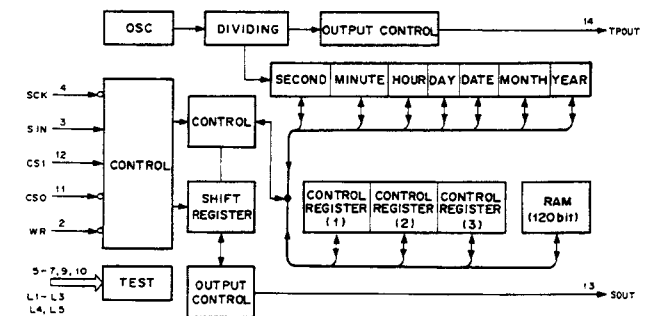 OSC
DIVIDING
OUTPUT CONTROL
14
TPOUT
SECOND MINUTE HOUR DAY DATE MONTH YEAR
SCK 4
SIN 3
CS1 12
CS0 11
WR 2
CONTROL
CONTROL
SHIFT
REGISTER
CONTROL
REGISTER
(1)
CONTROL
REGISTER
(2)
CONTROL
REGISTER
(3)
RAM
(120bit)
5-7,9,10
L1-L3
L4, L5
TEST
OUTPUT
CONTROL
13
SOUT